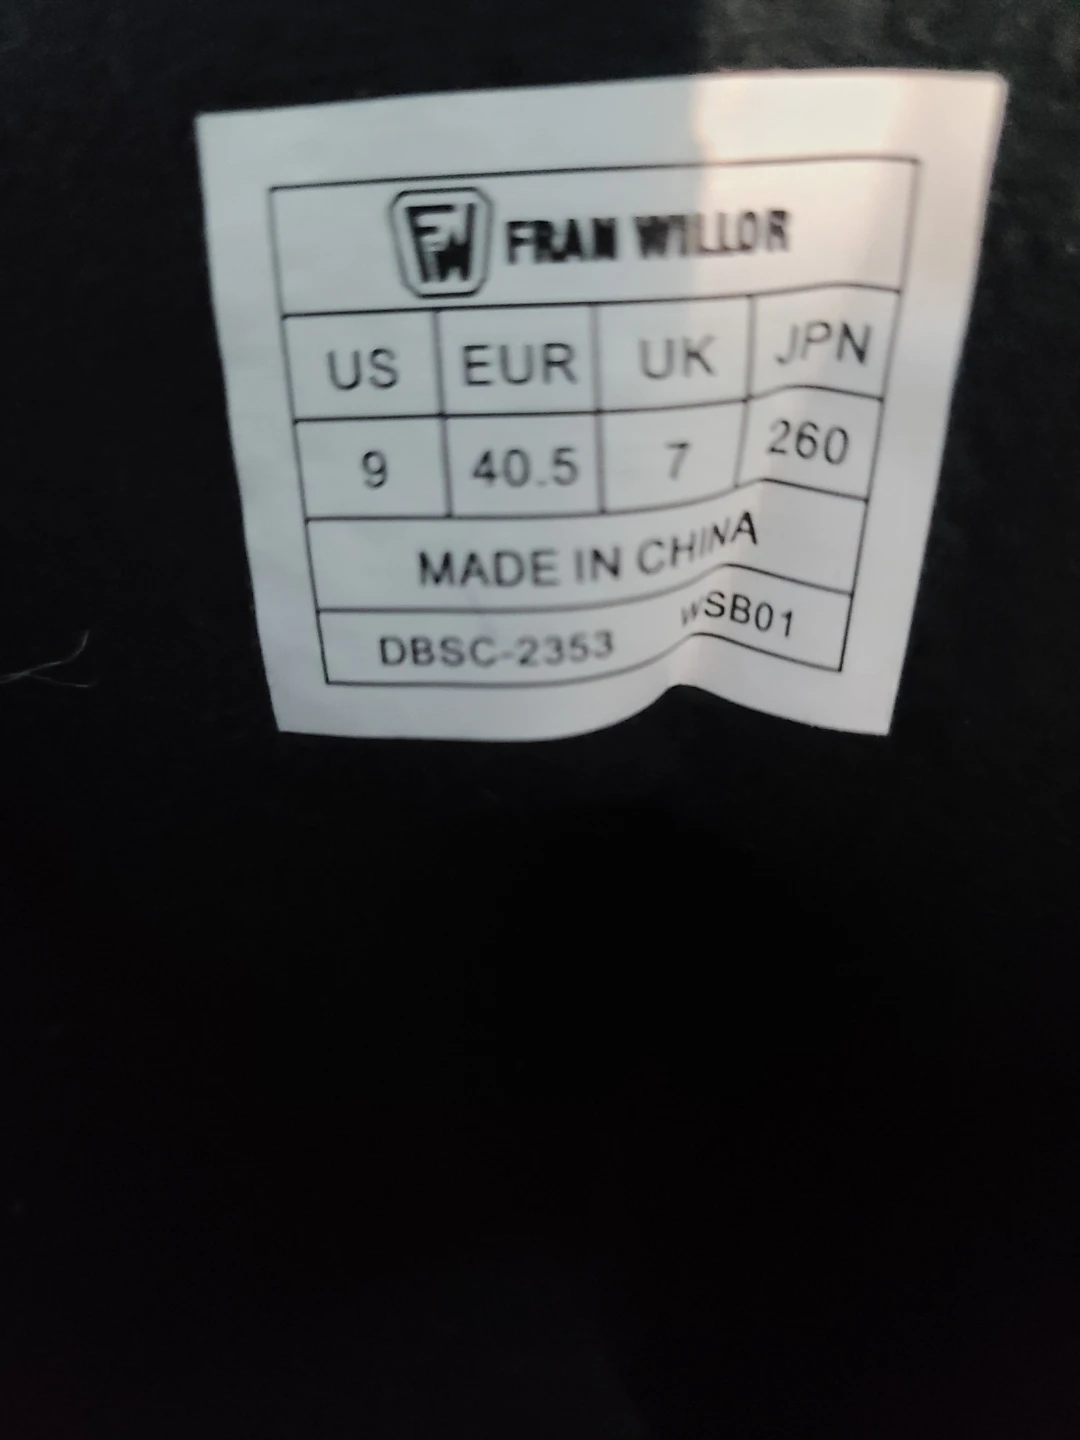 FW FRAN WILLOR
US EUR UK JPN
9 40.5 7 260
MADE IN CHINA
DBSC-2353 WSB01